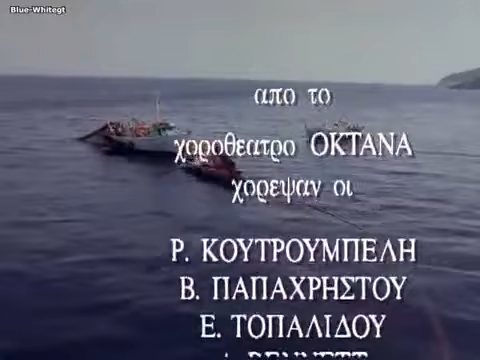 Blue-Whitegt
απο το
χοροθεατρο ΟΚΤΑΝΑ
χορεψαν οι
Ρ. ΚΟΥΤΡΟΥΜΠΕΛΗ
Β. ΠΑΠΑΧΡΗΣΤΟΥ
Ε. ΤΟΠΑΛΙΔΟΥ